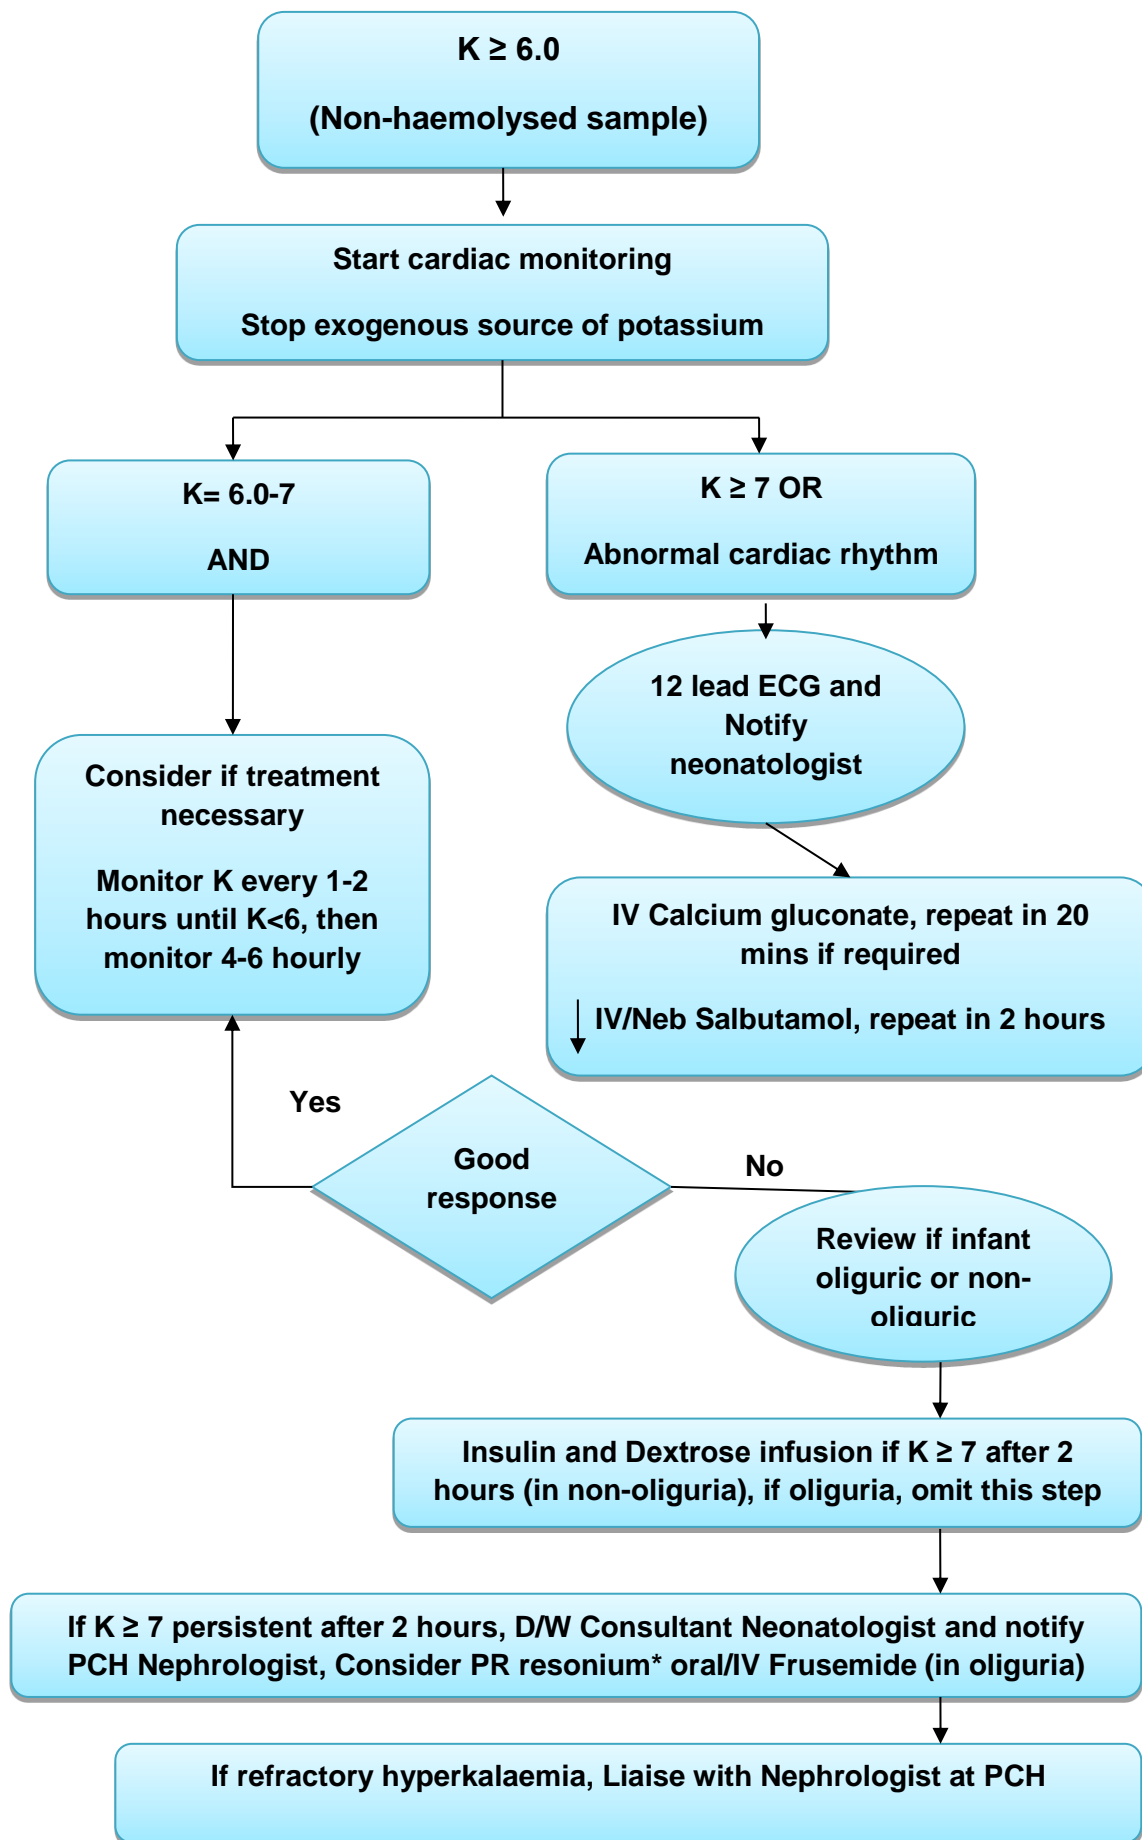 K ≥ 6.0
(Non-haemolysed sample)
Start cardiac monitoring
Stop exogenous source of potassium
K= 6.0-7
AND
K ≥ 7 OR
Abnormal cardiac rhythm
12 lead ECG and
Notify
neonatologist
Consider if treatment
necessary
Monitor K every 1-2
hours until K<6, then
monitor 4-6 hourly
IV Calcium gluconate, repeat in 20
mins if required
IV/Neb Salbutamol, repeat in 2 hours
Yes
Good
response
No
Review if infant
oliguric or non-
oliguric
Insulin and Dextrose infusion if K ≥ 7 after 2
hours (in non-oliguria), if oliguria, omit this step
If K ≥ 7 persistent after 2 hours, D/W Consultant Neonatologist and notify
PCH Nephrologist, Consider PR resonium* oral/IV Frusemide (in oliguria)
If refractory hyperkalaemia, Liaise with Nephrologist at PCH